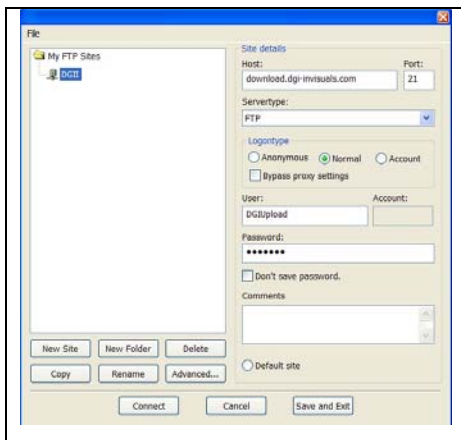 File
My FTP Sites
DGII
Site details
Host:
Port:
download.dgi-invisuals.com
21
Servertype:
FTP
Logontype
Anonymous
Normal
Account
Bypass proxy settings
User:
Account:
DGIUpload
Password:
•••••••
Don't save password.
Comments
Default site
New Site
New Folder
Delete
Copy
Rename
Advanced...
Connect
Cancel
Save and Exit